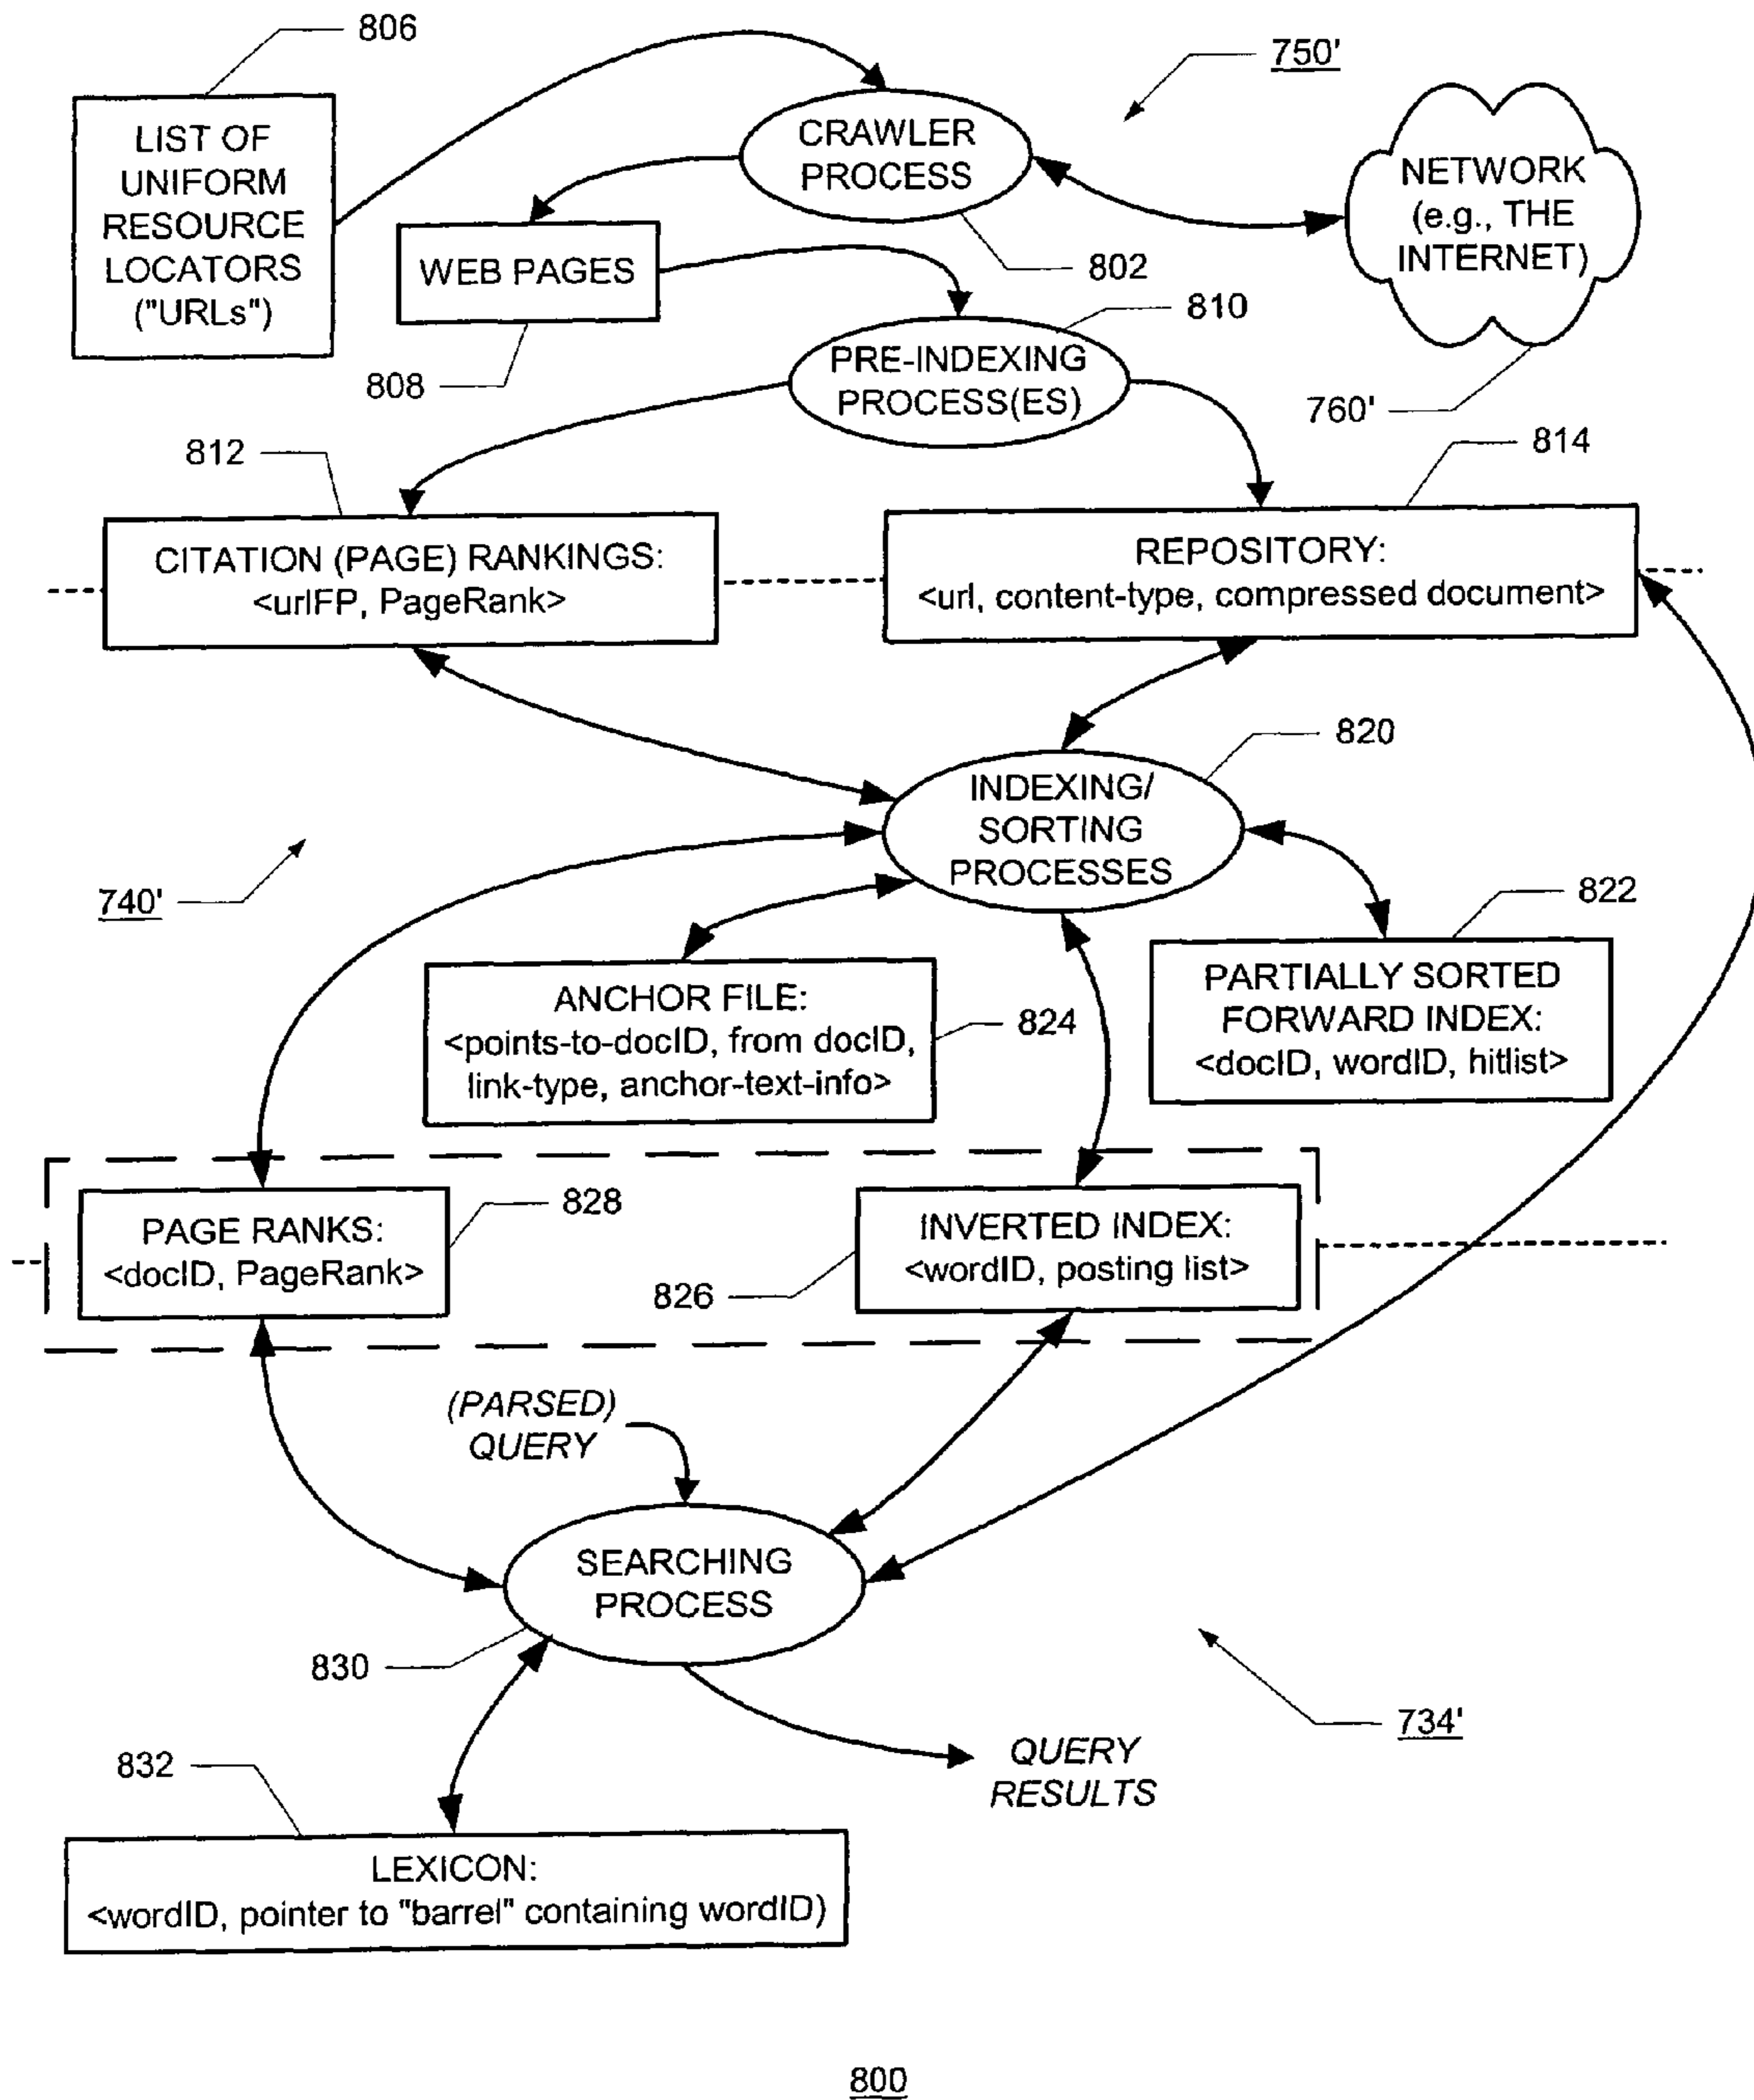 806
750'
LIST OF
UNIFORM
RESOURCE
LOCATORS
("URLs")
CRAWLER
PROCESS
NETWORK
(e.g., THE
INTERNET)
WEB PAGES
802
808
810
PRE-INDEXING
PROCESS(ES)
760'
812
814
CITATION (PAGE) RANKINGS:
<urlFP, PageRank>
REPOSITORY:
<url, content-type, compressed document>
820
INDEXING/
SORTING
PROCESSES
740'
822
ANCHOR FILE:
<points-to-docID, from docID,
link-type, anchor-text-info>
824
PARTIALLY SORTED
FORWARD INDEX:
<docID, wordID, hitlist>
PAGE RANKS:
<docID, PageRank>
828
INVERTED INDEX:
<wordID, posting list>
826
(PARSED)
QUERY
SEARCHING
PROCESS
830
734'
QUERY
RESULTS
832
LEXICON:
<wordID, pointer to "barrel" containing wordID)
800